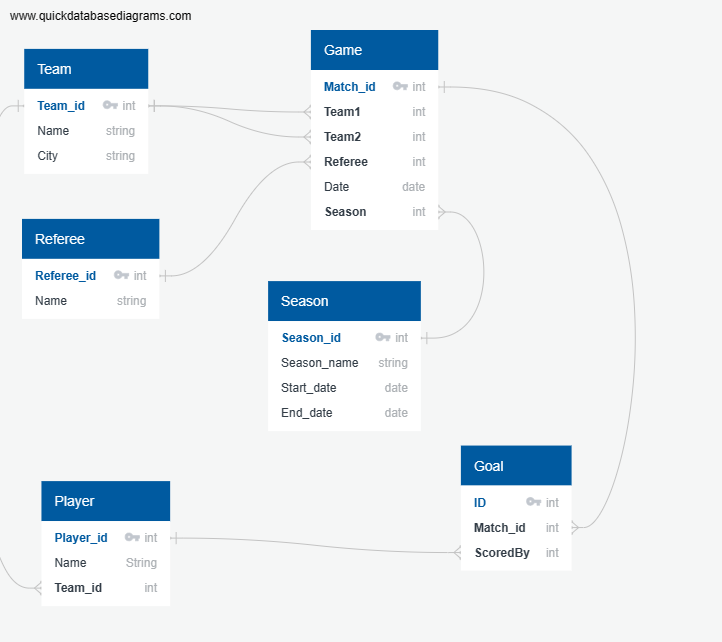 www.quickdatabasediagrams.com
Team
Team_id int
Name string
City string
Game
Match_id int
Team1 int
Team2 int
Referee int
Date date
Season int
Referee
Referee_id int
Name string
Season
Season_id int
Season_name string
Start_date date
End_date date
Goal
ID int
Match_id int
ScoredBy int
Player
Player_id int
Name String
Team_id int